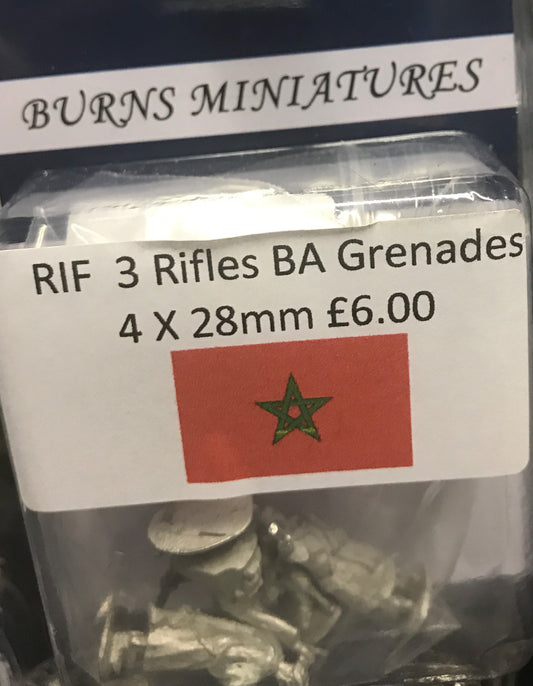 BURNS MINIATURES
RIF 3 Rifles BA Grenades
4 X 28mm £6.00